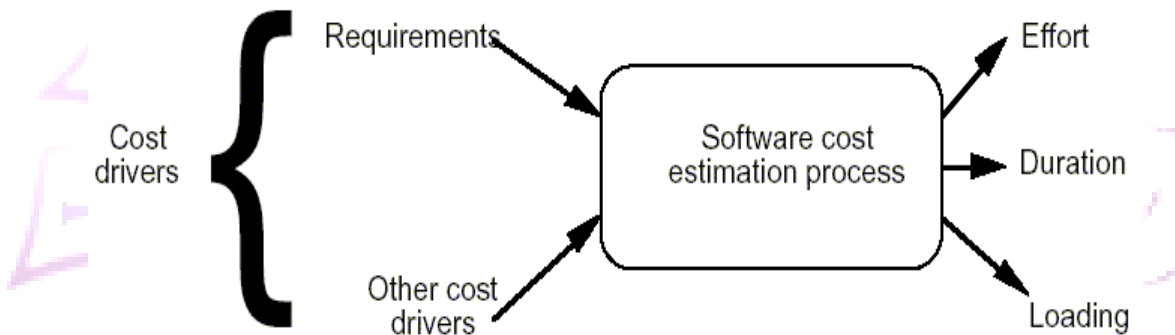 Requirements
Cost
drivers
Other cost
drivers
Software cost
estimation process
Effort
Duration
Loading